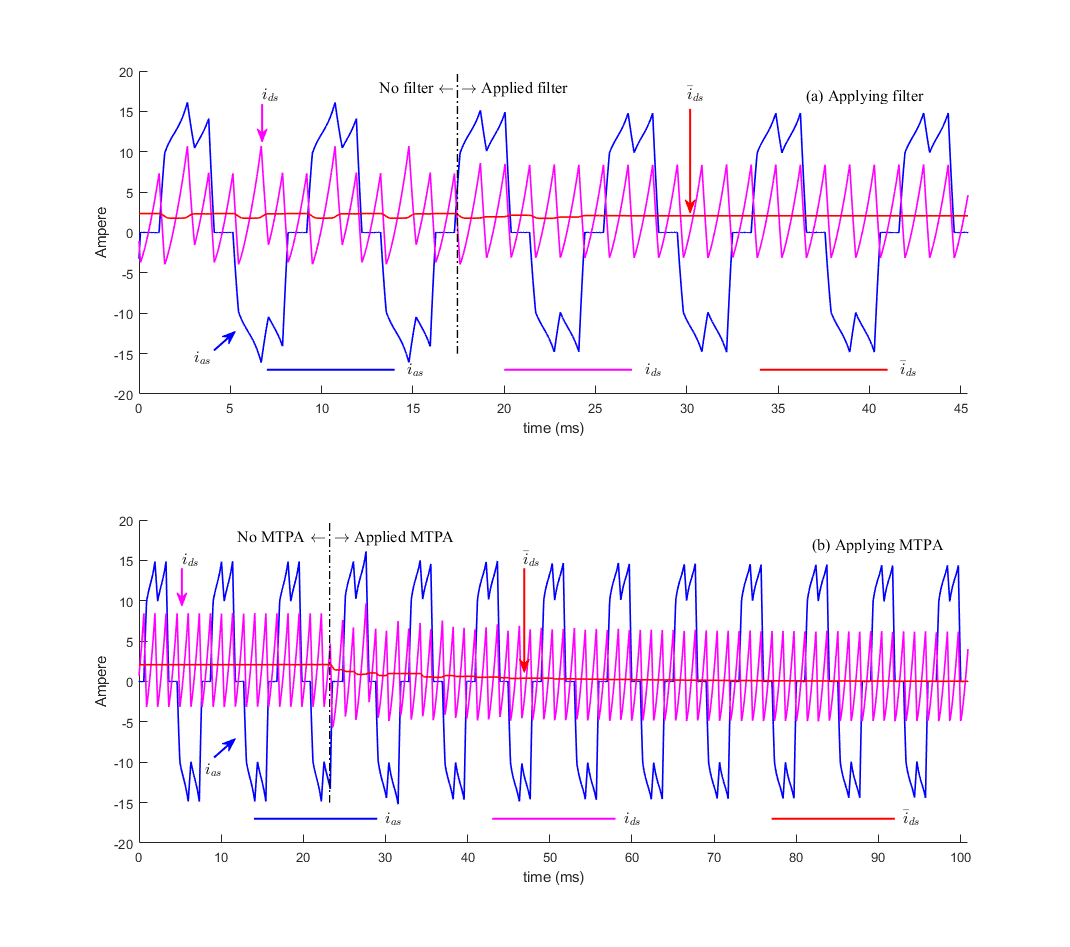 20
No filter ← → Applied filter
i_ds
ī_ds
(a) Applying filter
15
10
5
0
-5
-10
-15
-20
Ampere
i_as
i_as
i_ds
ī_ds
0 5 10 15 20 25 30 35 40 45
time (ms)
20
No MTPA ← → Applied MTPA
(b) Applying MTPA
i_ds
ī_ds
15
10
5
0
-5
-10
-15
-20
Ampere
i_as
i_as
i_ds
ī_ds
0 10 20 30 40 50 60 70 80 90 100
time (ms)